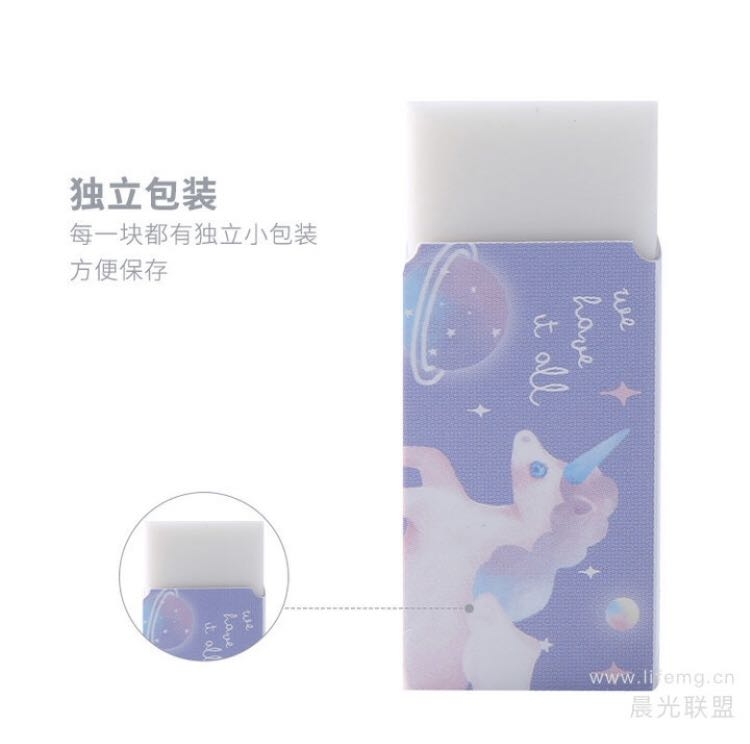 独立包装
每一块都有独立小包装
方便保存
we
have
it all
we
have
it all
www.lifemg.cn
晨光联盟